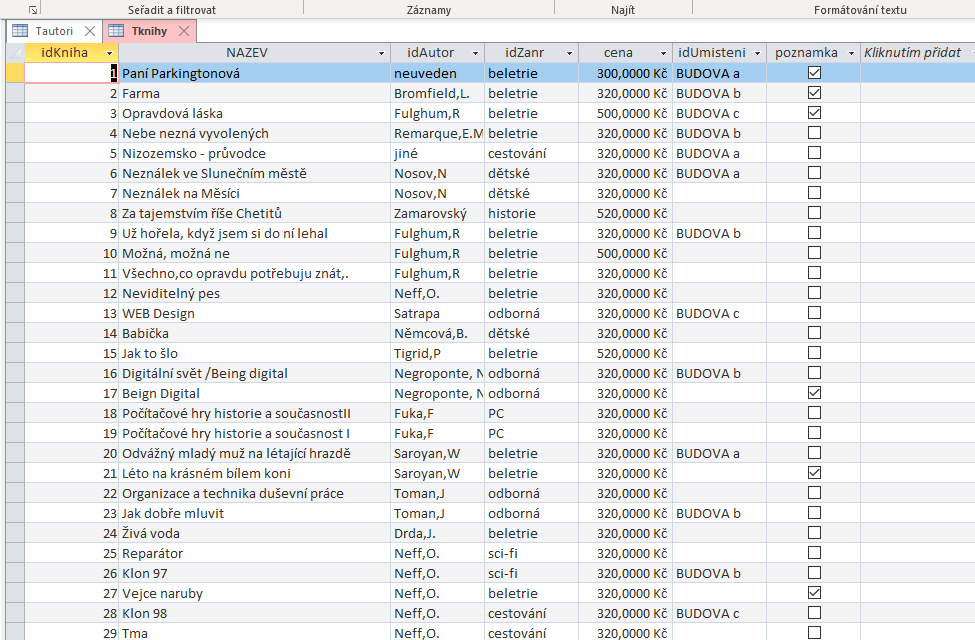 Seřadit a filtrovat Záznamy Najít Formátování textu
Tautori Tknihy
idKniha NAZEV idAutor idZanr cena idUmisteni poznamka Kliknutím přidat
1 Paní Parkingtonová neuveden beletrie 300,0000 Kč BUDOVA a
2 Farma Bromfield,L. beletrie 320,0000 Kč BUDOVA b
3 Opravdová láska Fulghum,R beletrie 500,0000 Kč BUDOVA c
4 Nebe nezná vyvolených Remarque,E.M beletrie 320,0000 Kč BUDOVA b
5 Nizozemsko - průvodce jiné cestování 320,0000 Kč BUDOVA a
6 Neználek ve Slunečním městě Nosov,N dětské 320,0000 Kč BUDOVA a
7 Neználek na Měsíci Nosov,N dětské 320,0000 Kč
8 Za tajemstvím říše Chetitů Zamarovský historie 520,0000 Kč
9 Už hořela, když jsem si do ní lehal Fulghum,R beletrie 320,0000 Kč BUDOVA b
10 Možná, možná ne Fulghum,R beletrie 500,0000 Kč
11 Všechno,co opravdu potřebuju znát,. Fulghum,R beletrie 320,0000 Kč
12 Neviditelný pes Neff,O. beletrie 320,0000 Kč
13 WEB Design Satrapa odborná 320,0000 Kč BUDOVA c
14 Babička Němcová,B. dětské 320,0000 Kč
15 Jak to šlo Tigrid,P beletrie 520,0000 Kč
16 Digitální svět /Being digital Negroponte, N odborná 320,0000 Kč BUDOVA b
17 Beign Digital Negroponte, N odborná 320,0000 Kč
18 Počítačové hry historie a současnostII Fuka,F PC 320,0000 Kč
19 Počítačové hry historie a současnost I Fuka,F PC 320,0000 Kč
20 Odvážný mladý muž na létající hrazdě Saroyan,W beletrie 320,0000 Kč BUDOVA a
21 Léto na krásném bílem koni Saroyan,W beletrie 320,0000 Kč
22 Organizace a technika duševní práce Toman,J odborná 320,0000 Kč
23 Jak dobře mluvit Toman,J odborná 320,0000 Kč BUDOVA b
24 Živá voda Drda,J. beletrie 320,0000 Kč
25 Reparátor Neff,O. sci-fi 320,0000 Kč
26 Klon 97 Neff,O. sci-fi 320,0000 Kč BUDOVA b
27 Vejce naruby Neff,O. beletrie 320,0000 Kč
28 Klon 98 Neff,O. cestování 320,0000 Kč BUDOVA c
29 Tma Neff,O. cestování 320,0000 Kč